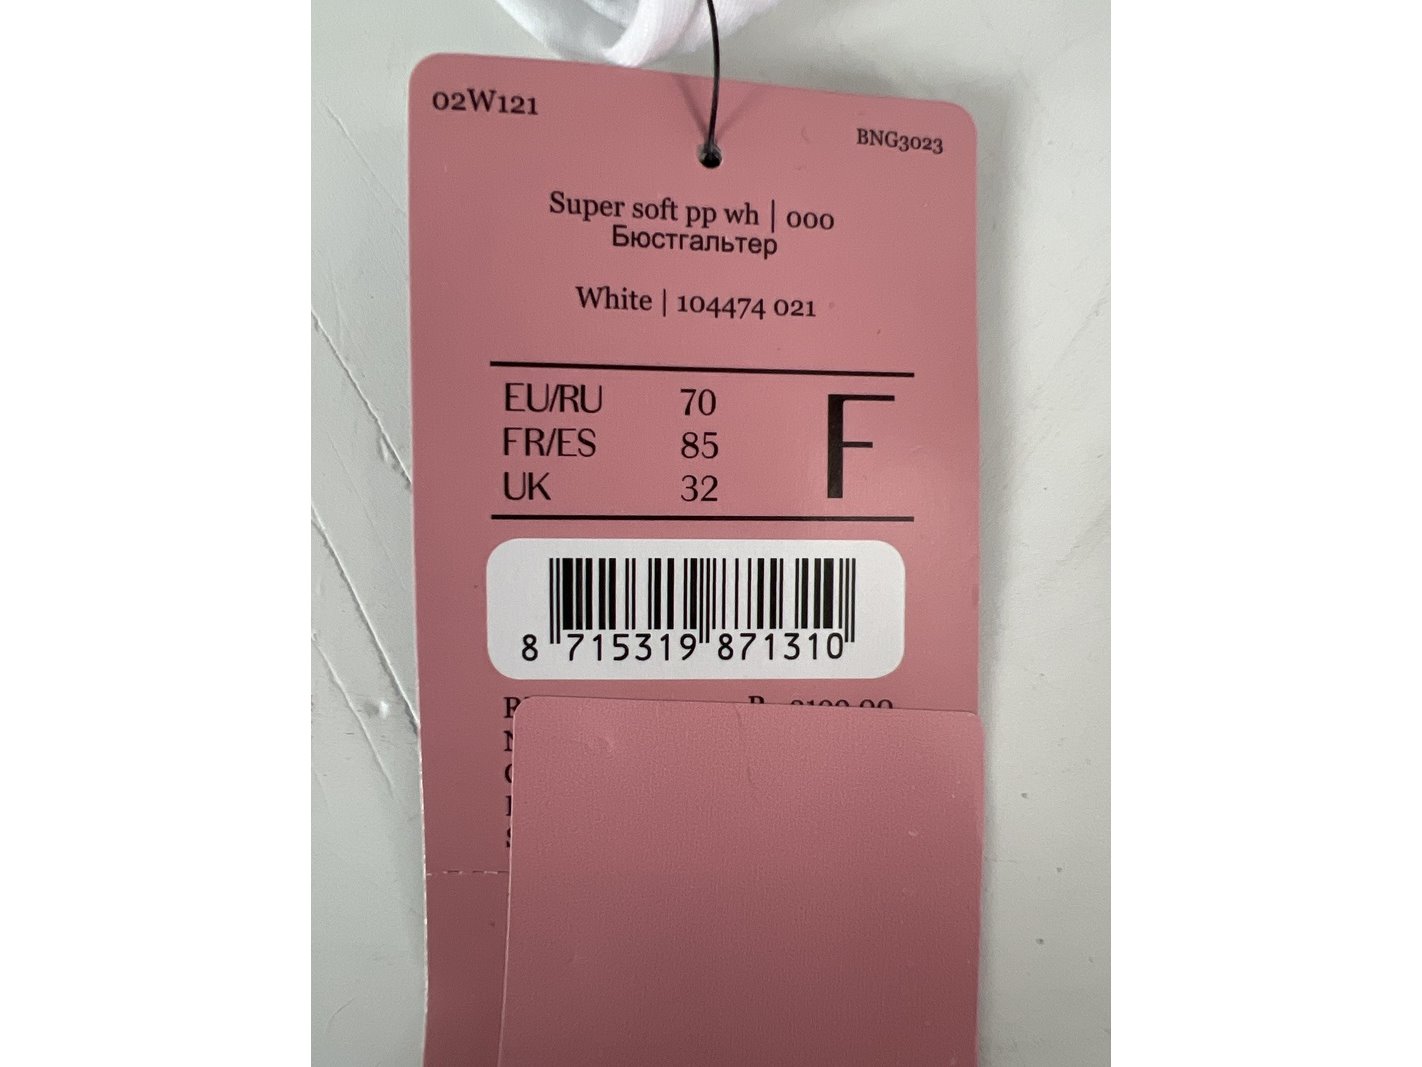 02W121
BNG3023
Super soft pp wh | 000
Бюстгальтер
White | 104474 021
EU/RU 70
FR/ES 85
UK 32
F
8 715319 871310